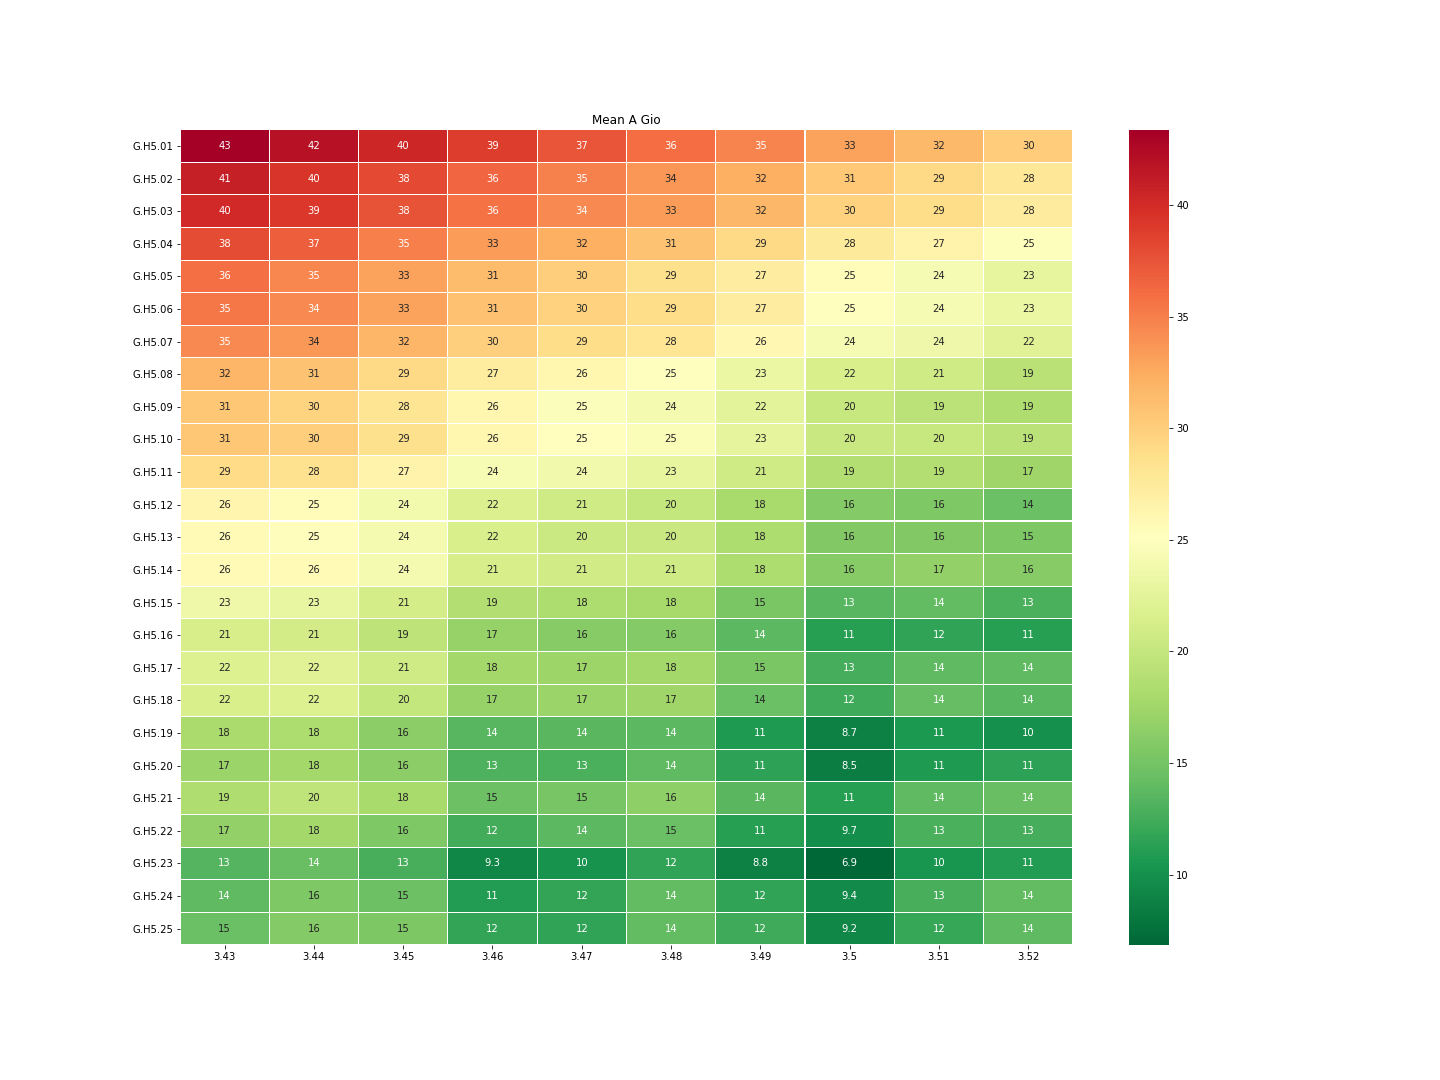 Mean A Gio
G.H5.01 43 42 40 39 37 36 35 33 32 30
G.H5.02 41 40 38 36 35 34 32 31 29 28
G.H5.03 40 39 38 36 34 33 32 30 29 28
40
G.H5.04 38 37 35 33 32 31 29 28 27 25
G.H5.05 36 35 33 31 30 29 27 25 24 23
G.H5.06 35 34 33 31 30 29 27 25 24 23
35
G.H5.07 35 34 32 30 29 28 26 24 24 22
G.H5.08 32 31 29 27 26 25 23 22 21 19
G.H5.09 31 30 28 26 25 24 22 20 19 19
30
G.H5.10 31 30 29 26 25 25 23 20 20 19
G.H5.11 29 28 27 24 24 23 21 19 19 17
G.H5.12 26 25 24 22 21 20 18 16 16 14
G.H5.13 26 25 24 22 20 20 18 16 16 15
25
G.H5.14 26 26 24 21 21 21 18 16 17 16
G.H5.15 23 23 21 19 18 18 15 13 14 13
G.H5.16 21 21 19 17 16 16 14 11 12 11
20
G.H5.17 22 22 21 18 17 18 15 13 14 14
G.H5.18 22 22 20 17 17 17 14 12 14 14
G.H5.19 18 18 16 14 14 14 11 8.7 11 10
G.H5.20 17 18 16 13 13 14 11 8.5 11 11
15
G.H5.21 19 20 18 15 15 16 14 11 14 14
G.H5.22 17 18 16 12 14 15 11 9.7 13 13
G.H5.23 13 14 13 9.3 10 12 8.8 6.9 10 11
10
G.H5.24 14 16 15 11 12 14 12 9.4 13 14
G.H5.25 15 16 15 12 12 14 12 9.2 12 14
3.43 3.44 3.45 3.46 3.47 3.48 3.49 3.5 3.51 3.52